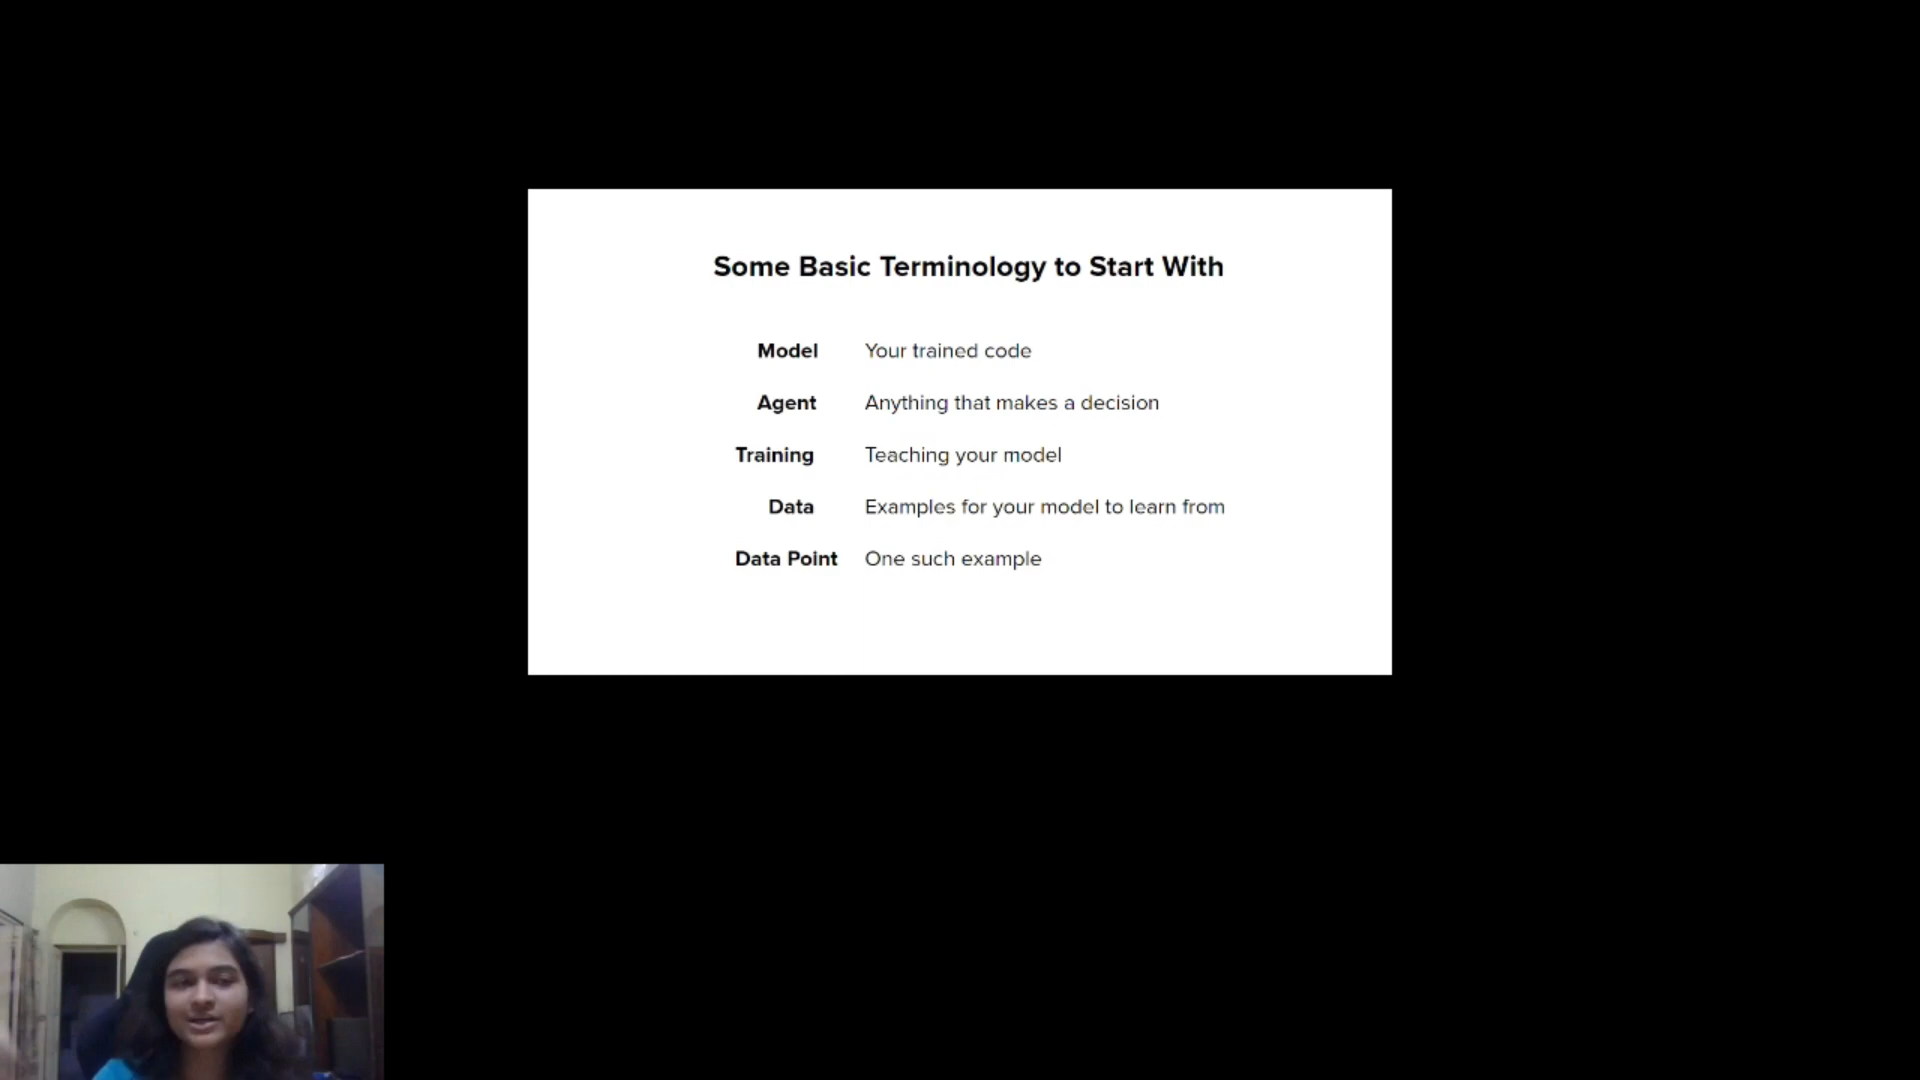 Some Basic Terminology to Start With
Model Your trained code
Agent Anything that makes a decision
Training Teaching your model
Data Examples for your model to learn from
Data Point One such example